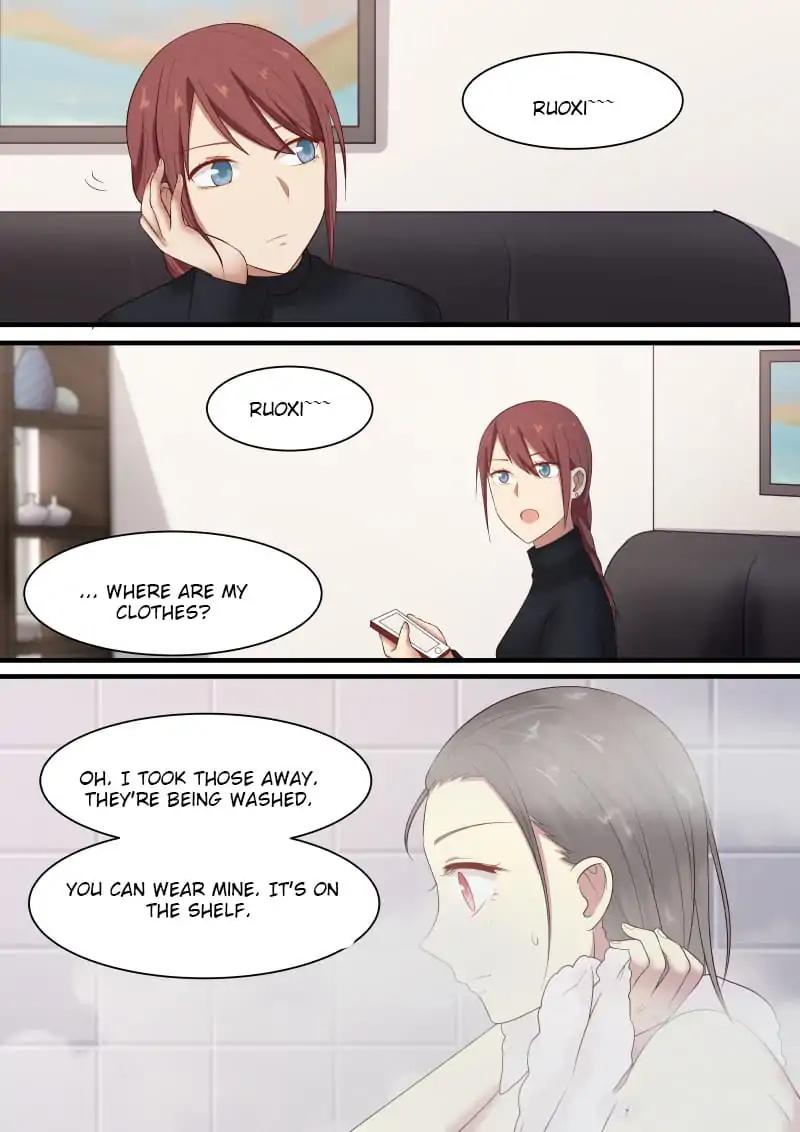 RUOXI~~~
RUOXI~~~
... WHERE ARE MY
CLOTHES?
OH, I TOOK THOSE AWAY.
THEY'RE BEING WASHED.
YOU CAN WEAR MINE. IT'S ON
THE SHELF.